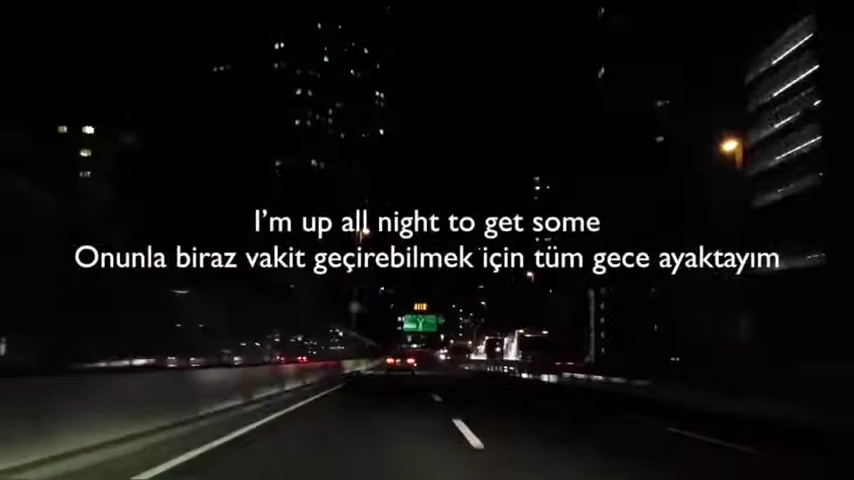 I'm up all night to get some
Onunla biraz vakit geçirebilmek için tüm gece ayaktayım